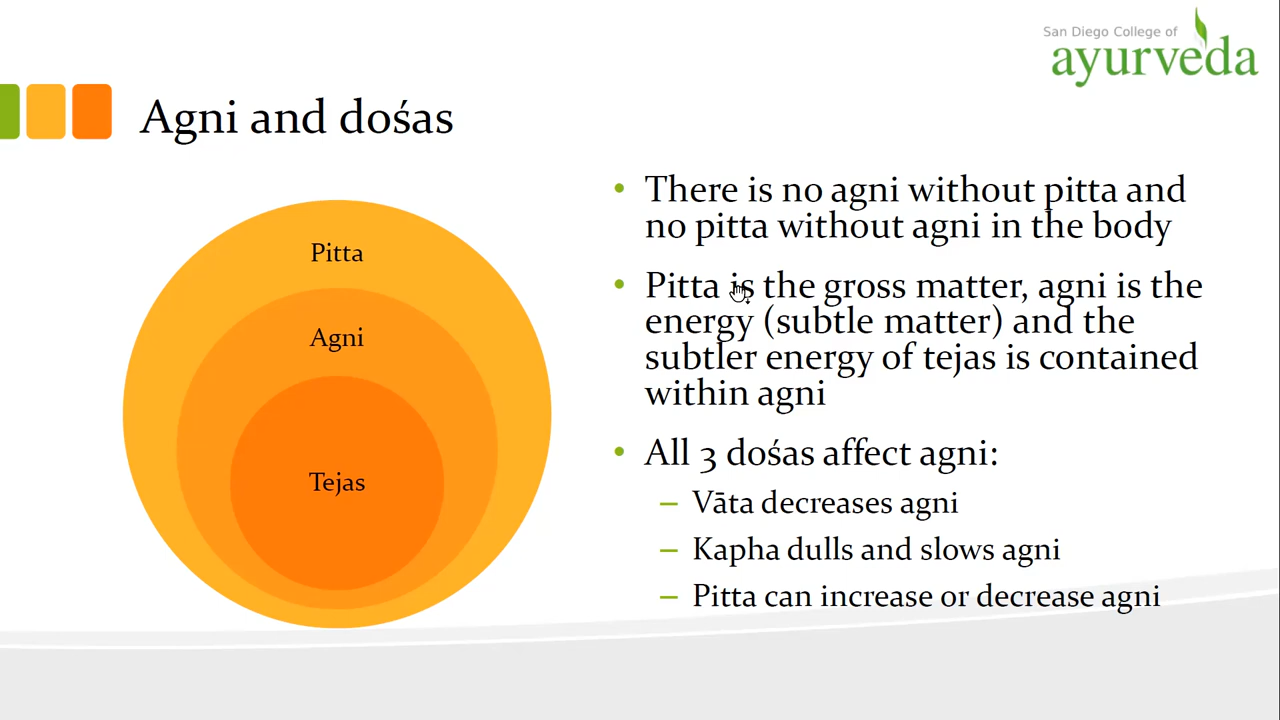 San Diego College of
ayurveda
Agni and dośas
Pitta
Agni
Tejas
• There is no agni without pitta and
no pitta without agni in the body
• Pitta is the gross matter, agni is the
energy (subtle matter) and the
subtler energy of tejas is contained
within agni
• All 3 dośas affect agni:
– Vāta decreases agni
– Kapha dulls and slows agni
– Pitta can increase or decrease agni